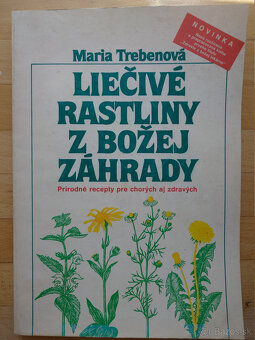 NOVINKA
Maria Trebenová
LIEČIVÉ
RASTLINY
Z BOŽEJ
ZÁHRADY
Prírodné recepty pre chorých aj zdravých